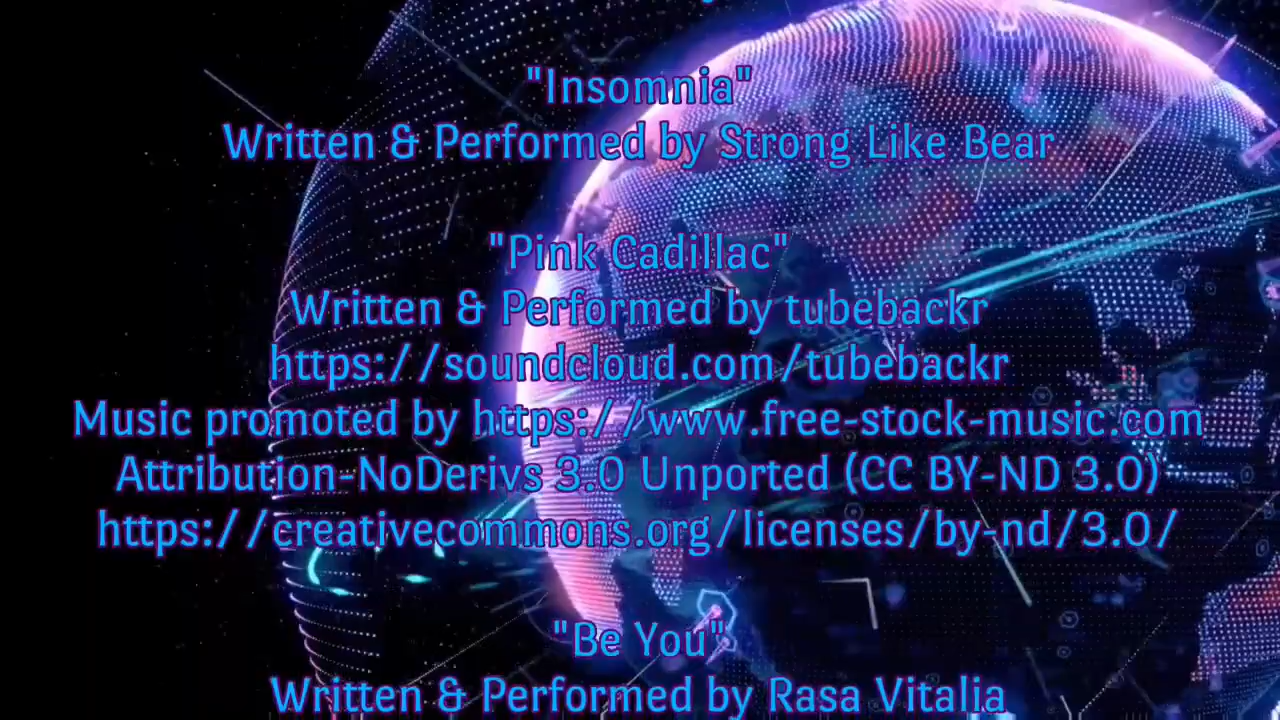 "Insomnia"
Written & Performed by Strong Like Bear
"Pink Cadillac"
Written & Performed by tubebackr
https://soundcloud.com/tubebackr
Music promoted by https://www.free-stock-music.com
Attribution-NoDerivs 3.0 Unported (CC BY-ND 3.0)
https://creativecommons.org/licenses/by-nd/3.0/
"Be You"
Written & Performed by Rasa Vitalia